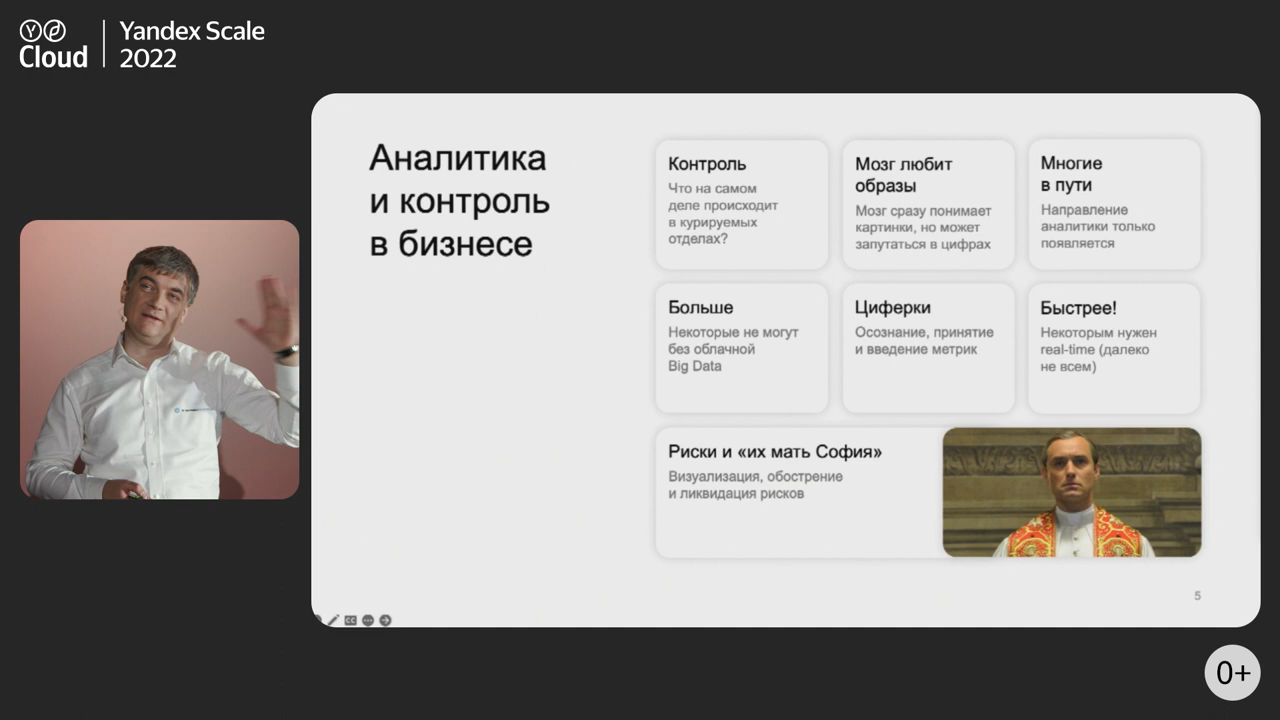 Cloud
Yandex Scale
2022
Аналитика
и контроль
в бизнесе
Контроль
Что на самом
деле происходит
в курируемых
отделах?
Мозг любит
образы
Мозг сразу понимает
картинки, но может
запутаться в цифрах
Многие
в пути
Направление
аналитики только
появляется
Больше
Некоторые не могут
без облачной
Big Data
Циферки
Осознание, принятие
и введение метрик
Быстрее!
Некоторым нужен
real-time (далеко
не всем)
Риски и «их мать София»
Визуализация, обострение
и ликвидация рисков
5
0+